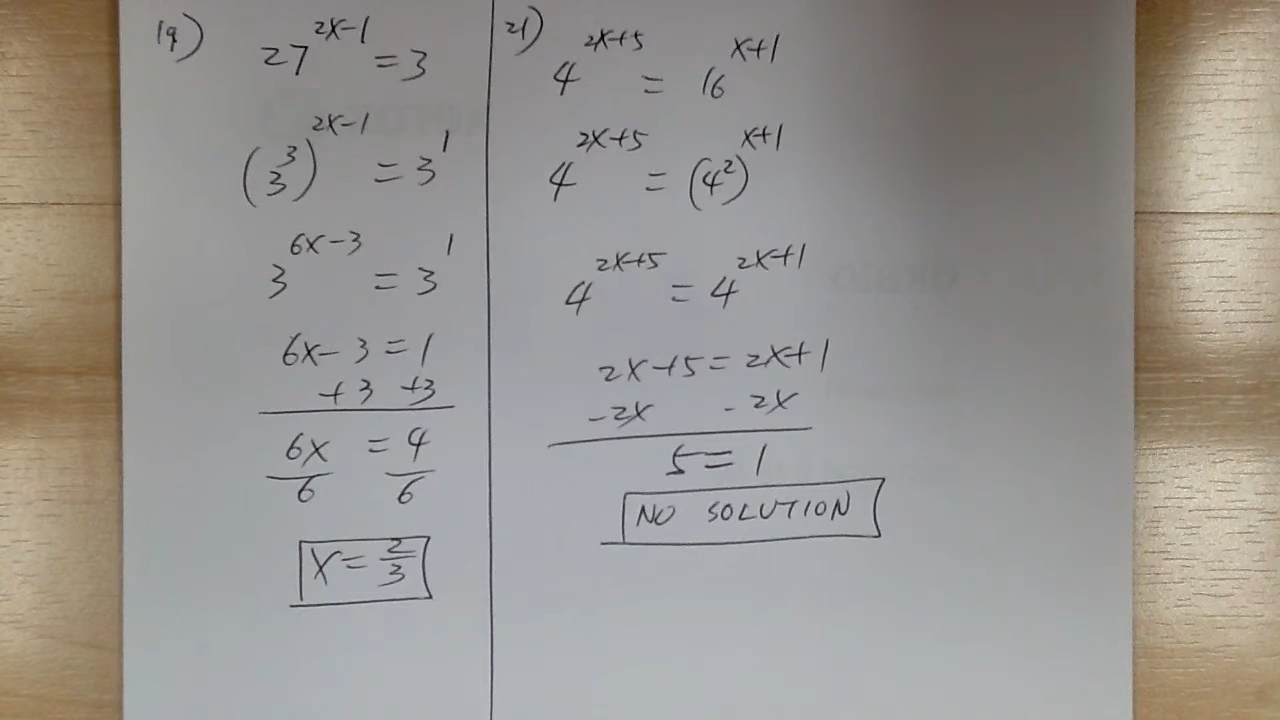 19)
27^(2x-1) = 3
(3^3)^(2x-1) = 3^1
3^(6x-3) = 3^1
6x - 3 = 1
+3 +3
6x = 4
6 6
x = 2/3
21)
4^(2x+5) = 16^(x+1)
4^(2x+5) = (4^2)^(x+1)
4^(2x+5) = 4^(2x+1)
2x+5 = 2x+1
-2x -2x
5 = 1
NO SOLUTION